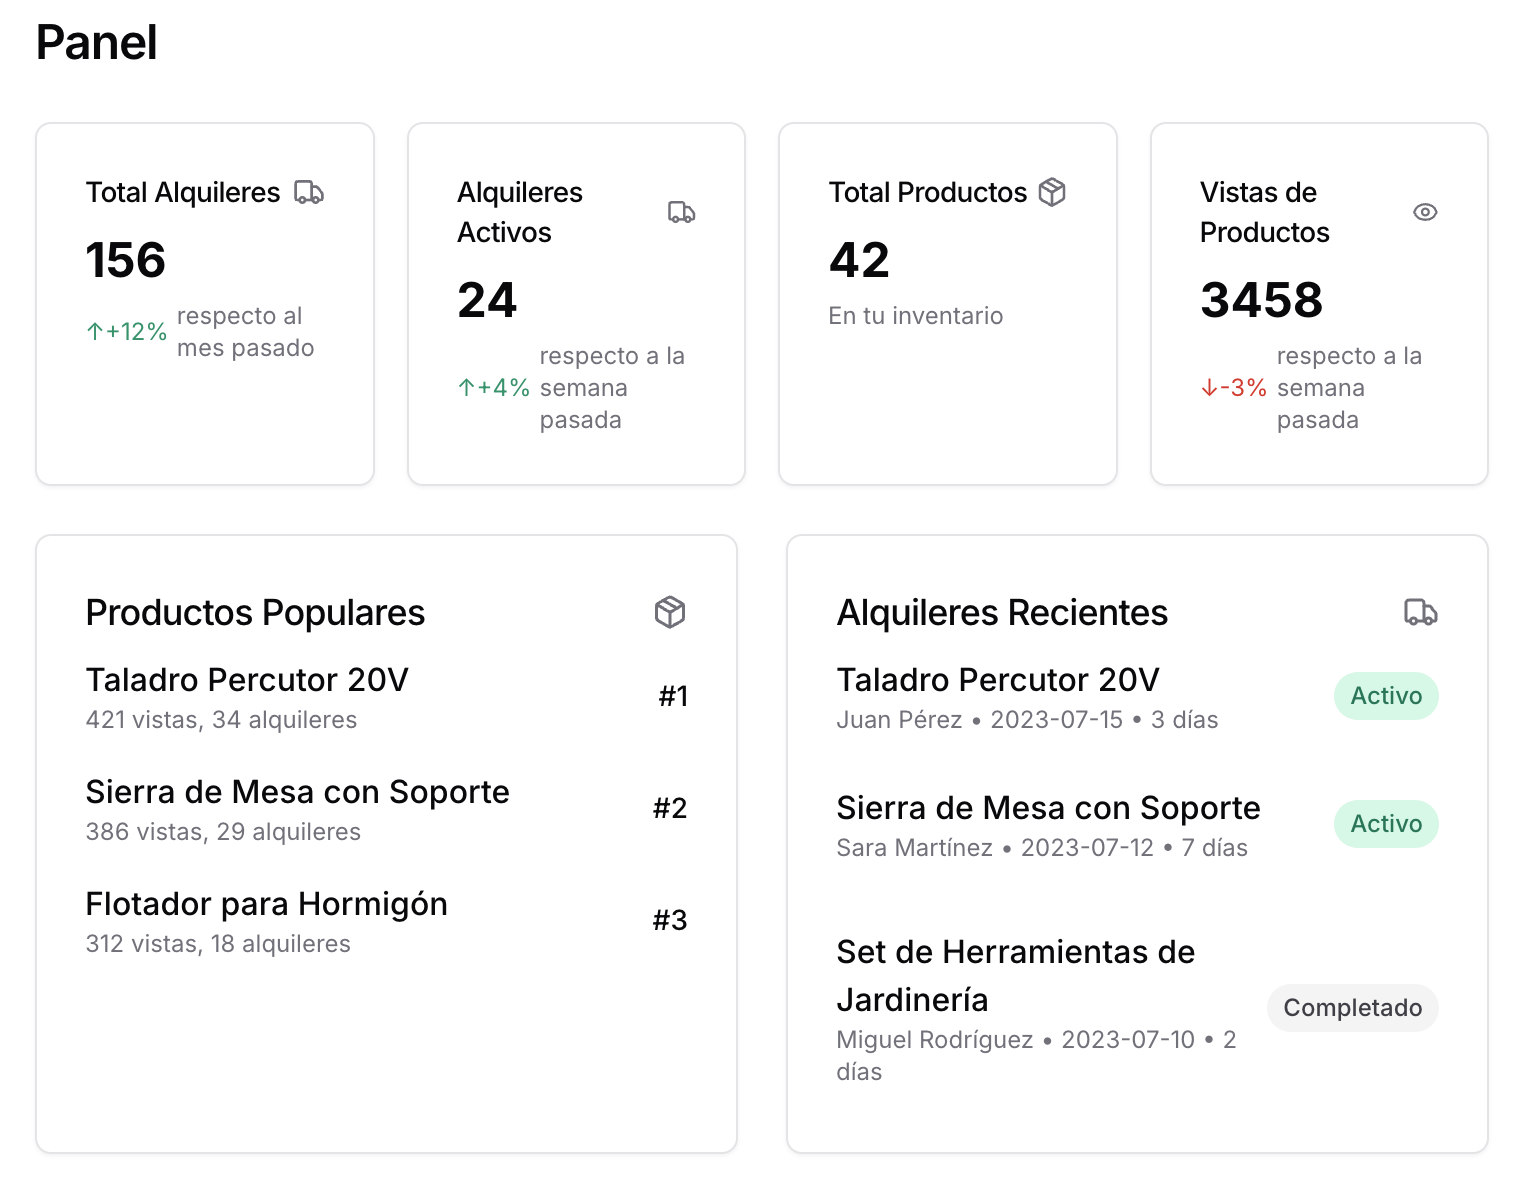 Panel
Total Alquileres
156
↑+12% respecto al
mes pasado
Alquileres
Activos
24
respecto a la
↑+4% semana
pasada
Total Productos
42
En tu inventario
Vistas de
Productos
3458
respecto a la
↓-3% semana
pasada
Productos Populares
Taladro Percutor 20V
421 vistas, 34 alquileres
#1
Sierra de Mesa con Soporte
386 vistas, 29 alquileres
#2
Flotador para Hormigón
312 vistas, 18 alquileres
#3
Alquileres Recientes
Taladro Percutor 20V
Juan Pérez • 2023-07-15 • 3 días
Activo
Sierra de Mesa con Soporte
Sara Martínez • 2023-07-12 • 7 días
Activo
Set de Herramientas de
Jardinería
Miguel Rodríguez • 2023-07-10 • 2
días
Completado